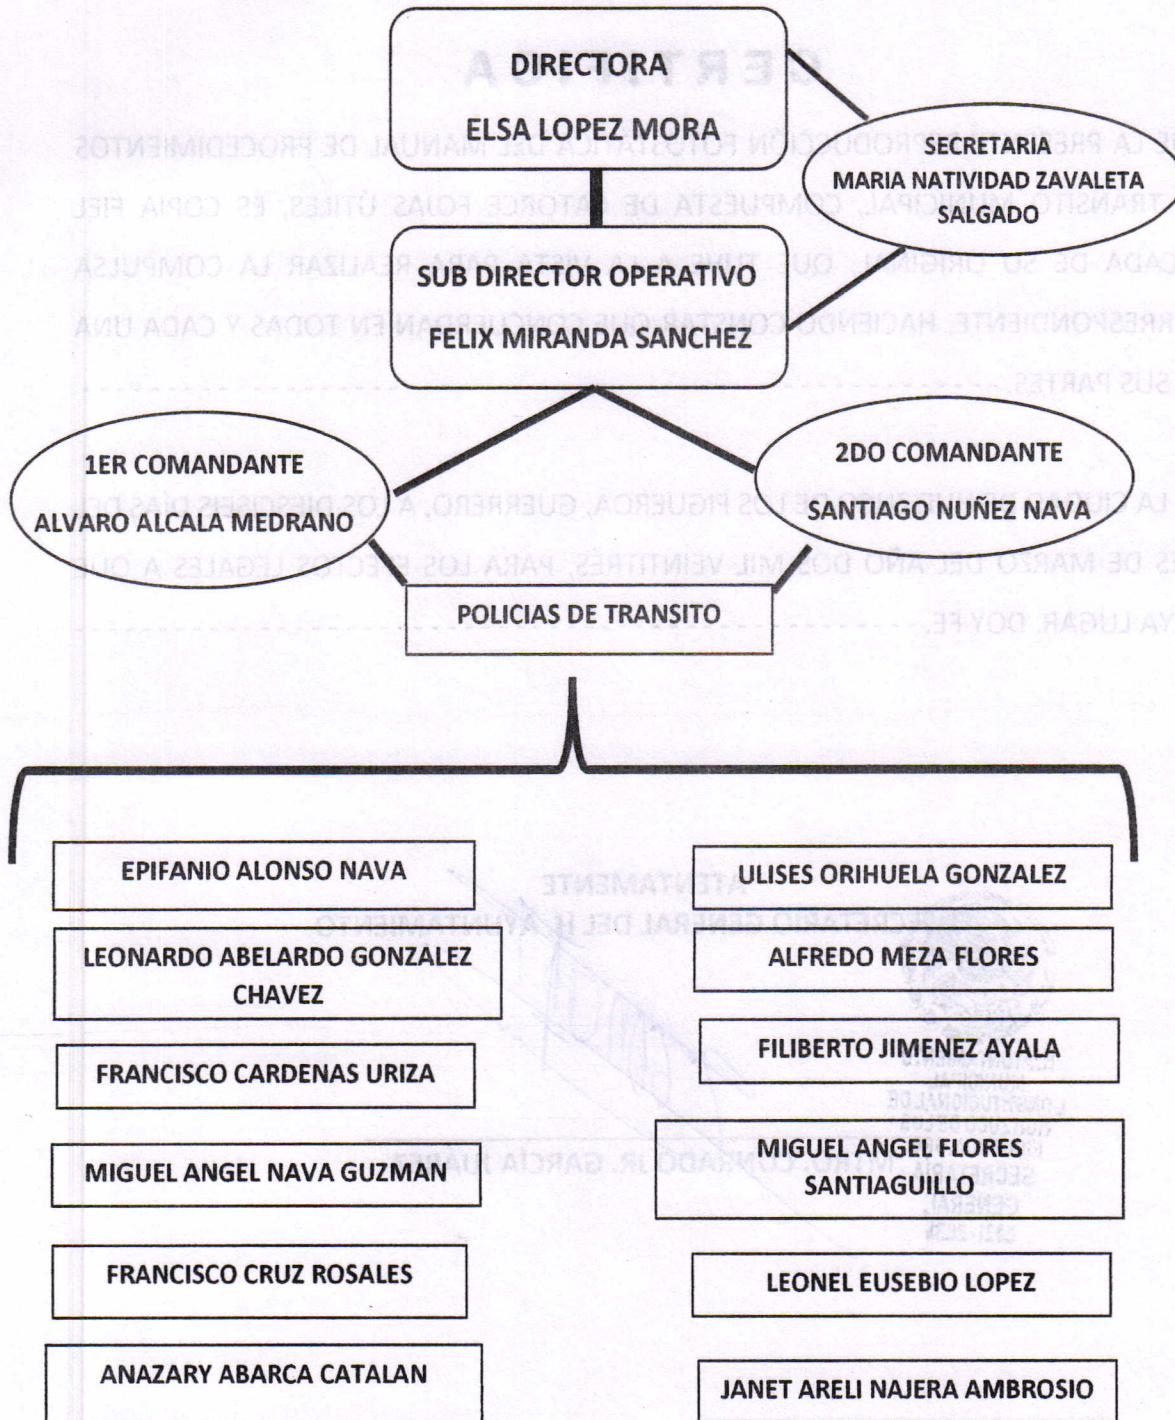 DIRECTORA
ELSA LOPEZ MORA
SECRETARIA
MARIA NATIVIDAD ZAVALETA
SALGADO
SUB DIRECTOR OPERATIVO
FELIX MIRANDA SANCHEZ
1ER COMANDANTE
ALVARO ALCALA MEDRANO
2DO COMANDANTE
SANTIAGO NUÑEZ NAVA
POLICIAS DE TRANSITO
EPIFANIO ALONSO NAVA
LEONARDO ABELARDO GONZALEZ
CHAVEZ
FRANCISCO CARDENAS URIZA
MIGUEL ANGEL NAVA GUZMAN
FRANCISCO CRUZ ROSALES
ANAZARY ABARCA CATALAN
ULISES ORIHUELA GONZALEZ
ALFREDO MEZA FLORES
FILIBERTO JIMENEZ AYALA
MIGUEL ANGEL FLORES
SANTIAGUILLO
LEONEL EUSEBIO LOPEZ
JANET ARELI NAJERA AMBROSIO